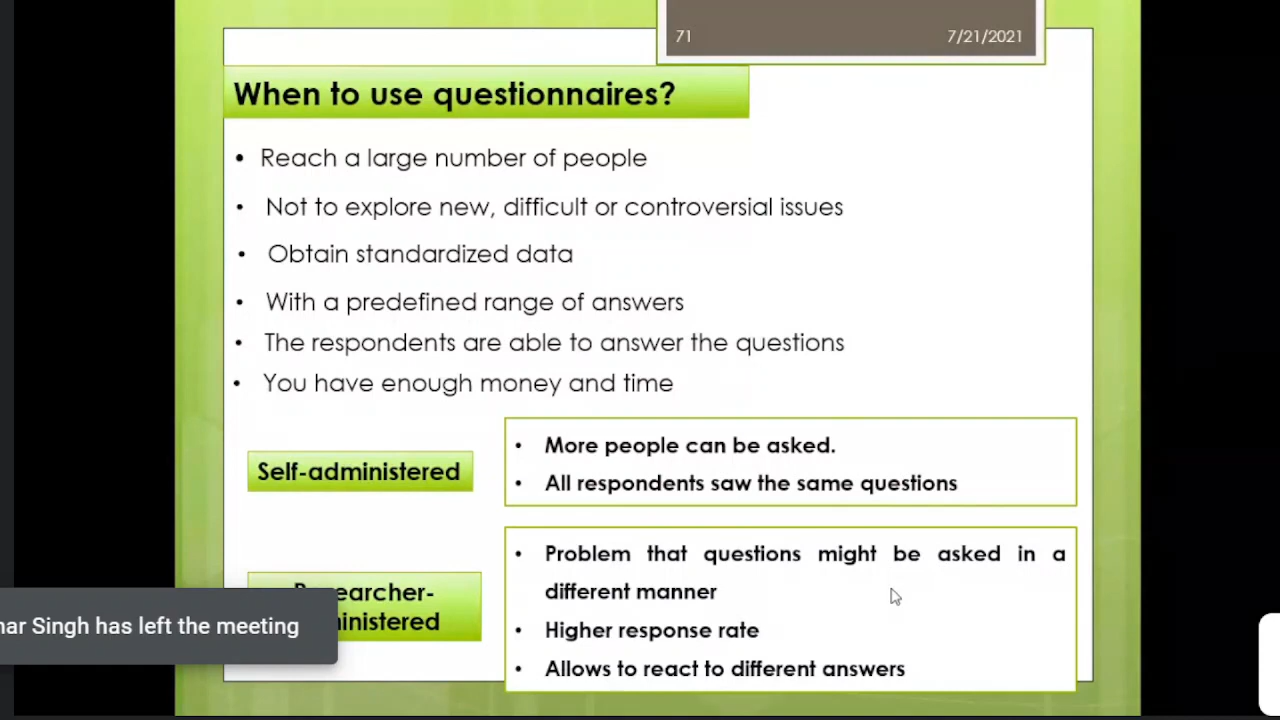 71 7/21/2021
When to use questionnaires?
• Reach a large number of people
• Not to explore new, difficult or controversial issues
• Obtain standardized data
• With a predefined range of answers
• The respondents are able to answer the questions
• You have enough money and time
Self-administered
• More people can be asked.
• All respondents saw the same questions
• Problem that questions might be asked in a
different manner
• Higher response rate
• Allows to react to different answers
Singh has left the meeting